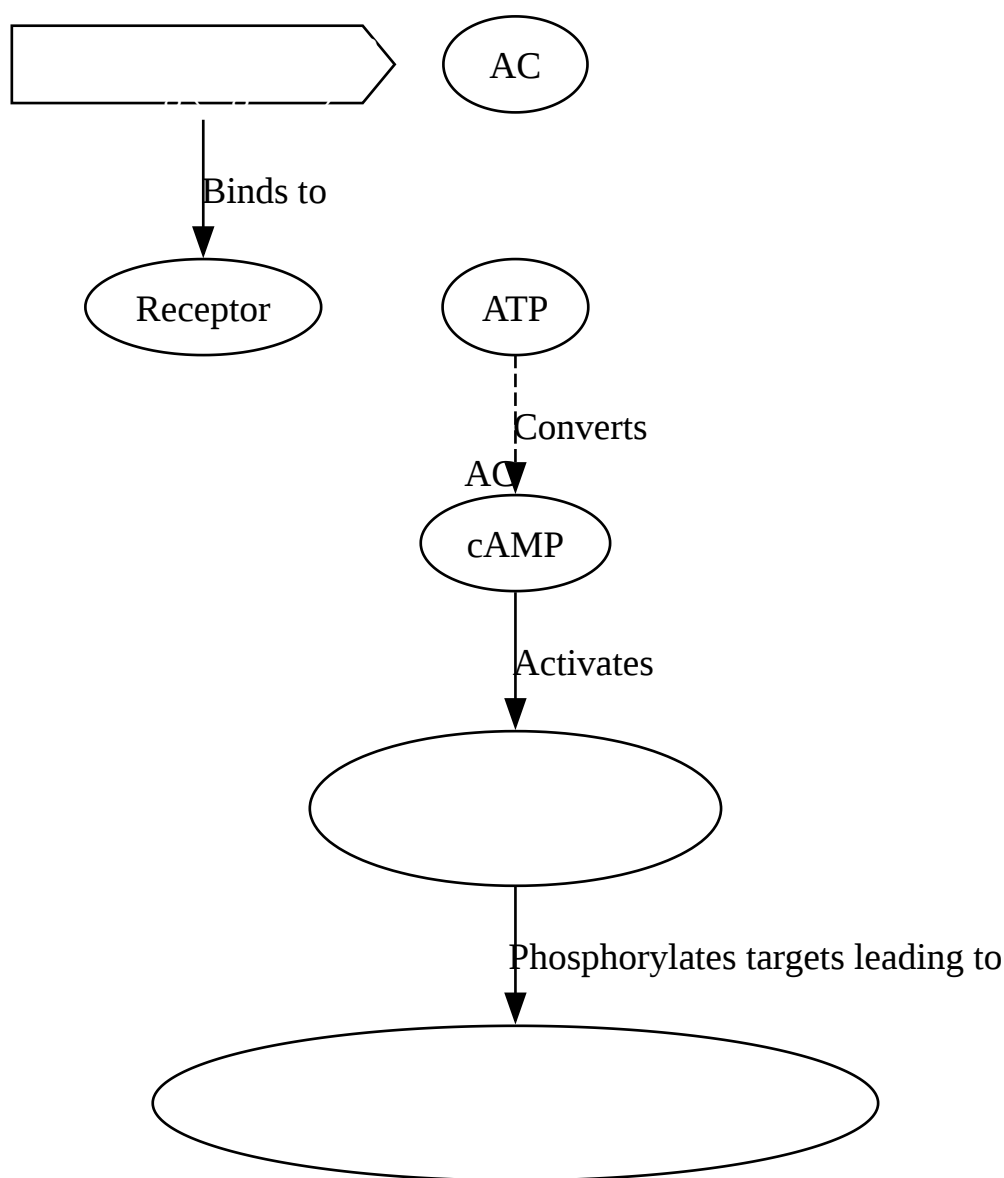 AC
Binds to
Receptor
ATP
Converts
AC
cAMP
Activates
Phosphorylates targets leading to